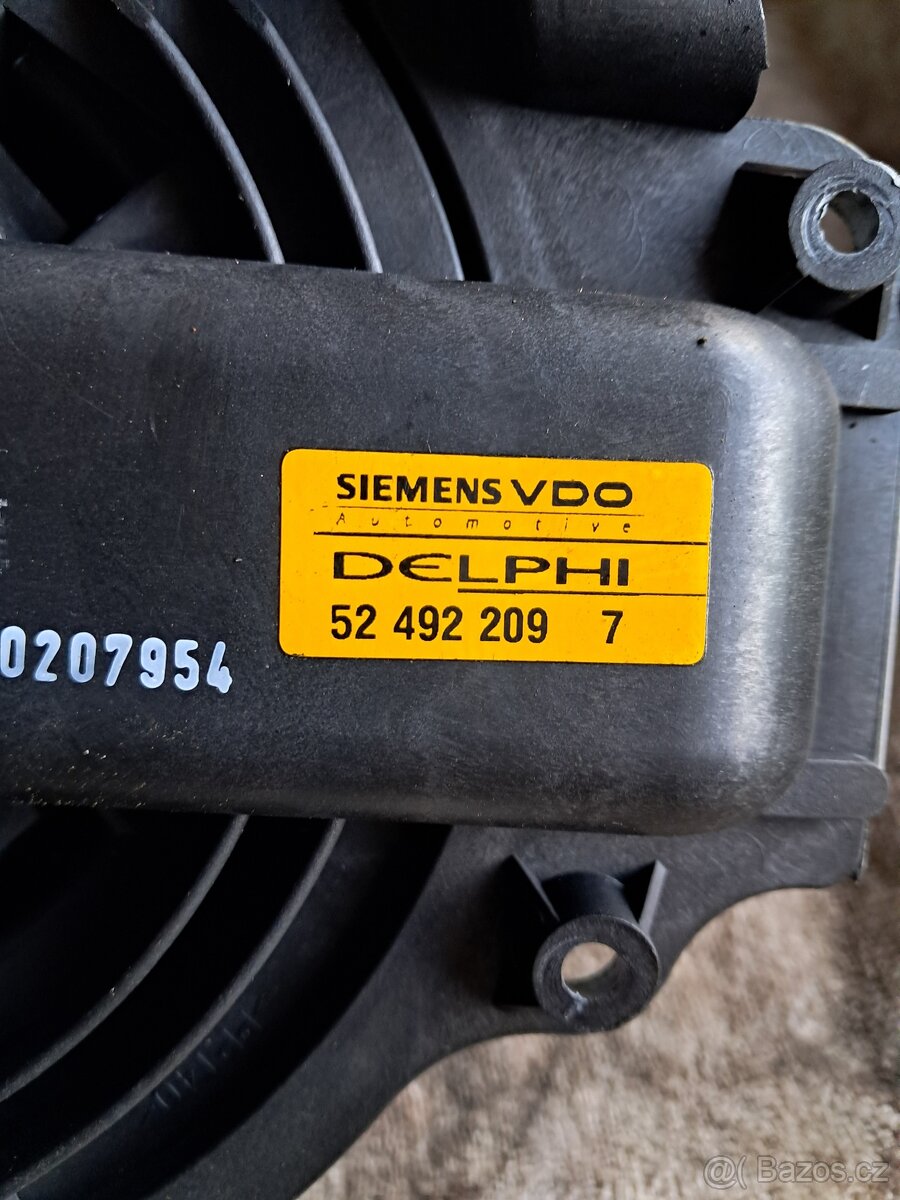 SIEMENS VDO
Automotive
DELPHI
52 492 209 7
0207954
@( Bazos.cz